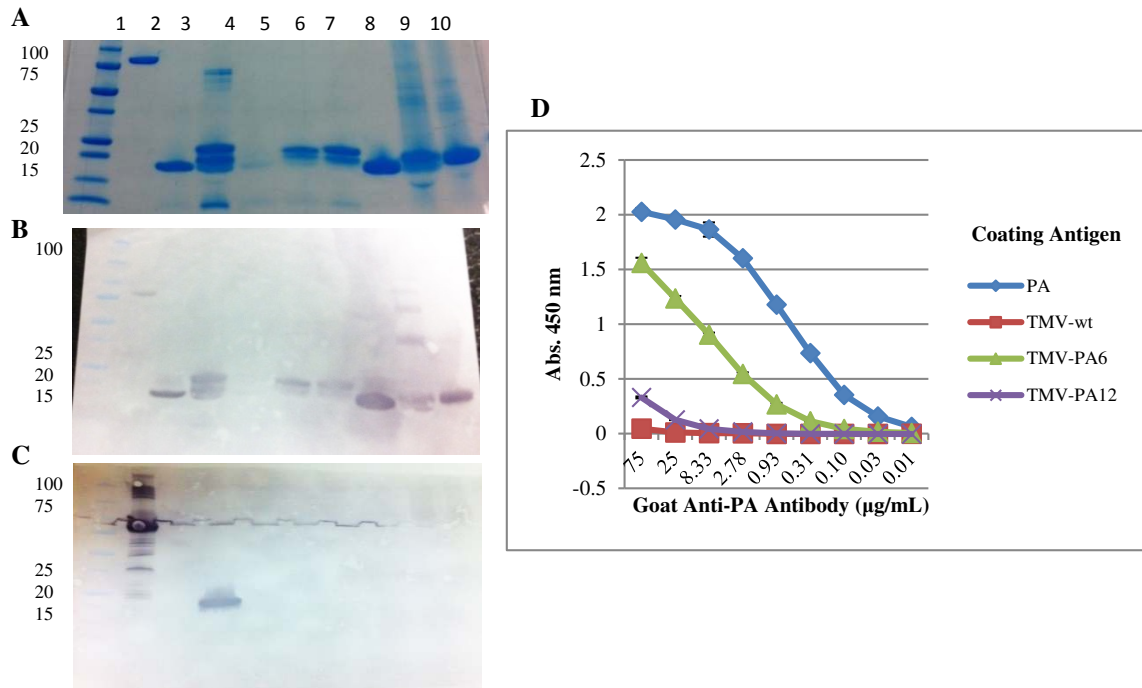 A
1 2 3 4 5 6 7 8 9 10
100
75
25
20
15
B
100
25
20
15
C
100
75
25
20
15
D
2.5
2
1.5
1
0.5
0
-0.5
Abs. 450 nm
75 25 8.33 2.78 0.93 0.31 0.10 0.03 0.01
Goat Anti-PA Antibody (µg/mL)
Coating Antigen
PA
TMV-wt
TMV-PA6
TMV-PA12